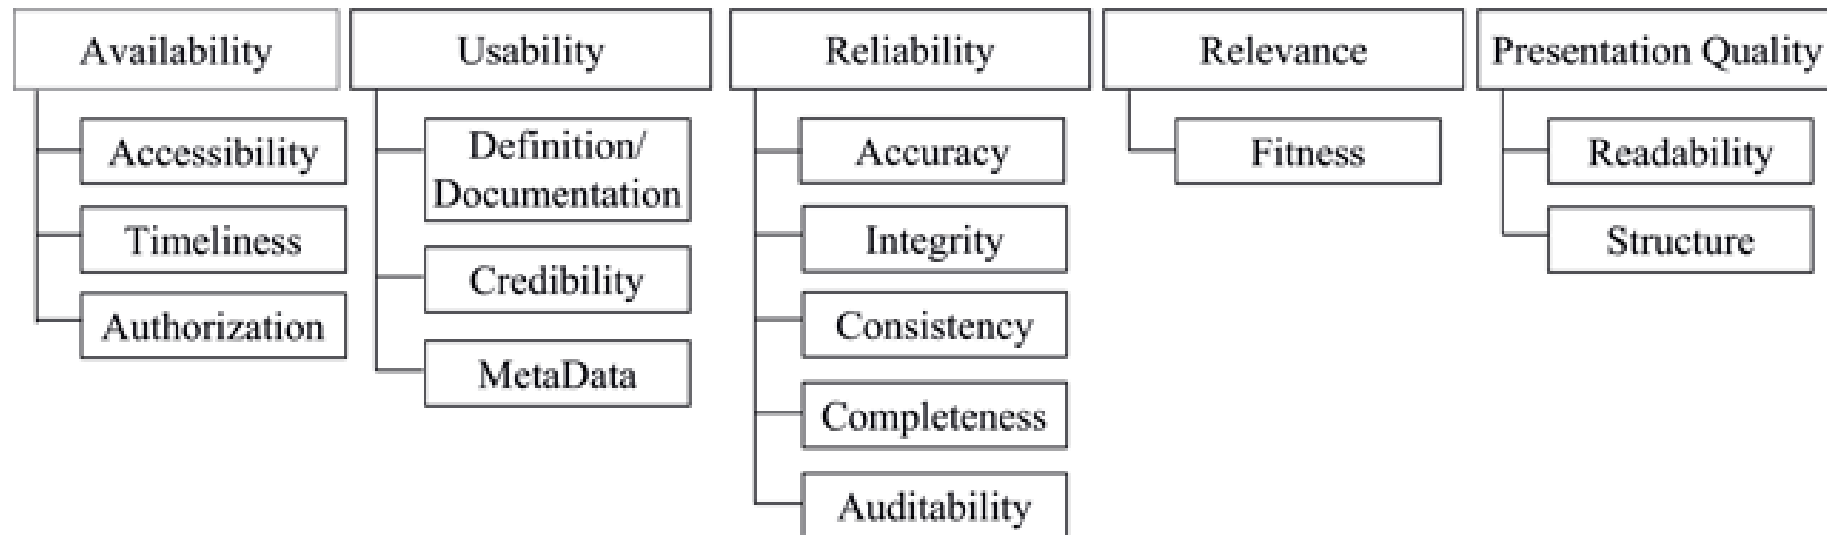 Availability
Accessibility
Timeliness
Authorization
Usability
Definition/
Documentation
Credibility
MetaData
Reliability
Accuracy
Integrity
Consistency
Completeness
Auditability
Relevance
Fitness
Presentation Quality
Readability
Structure